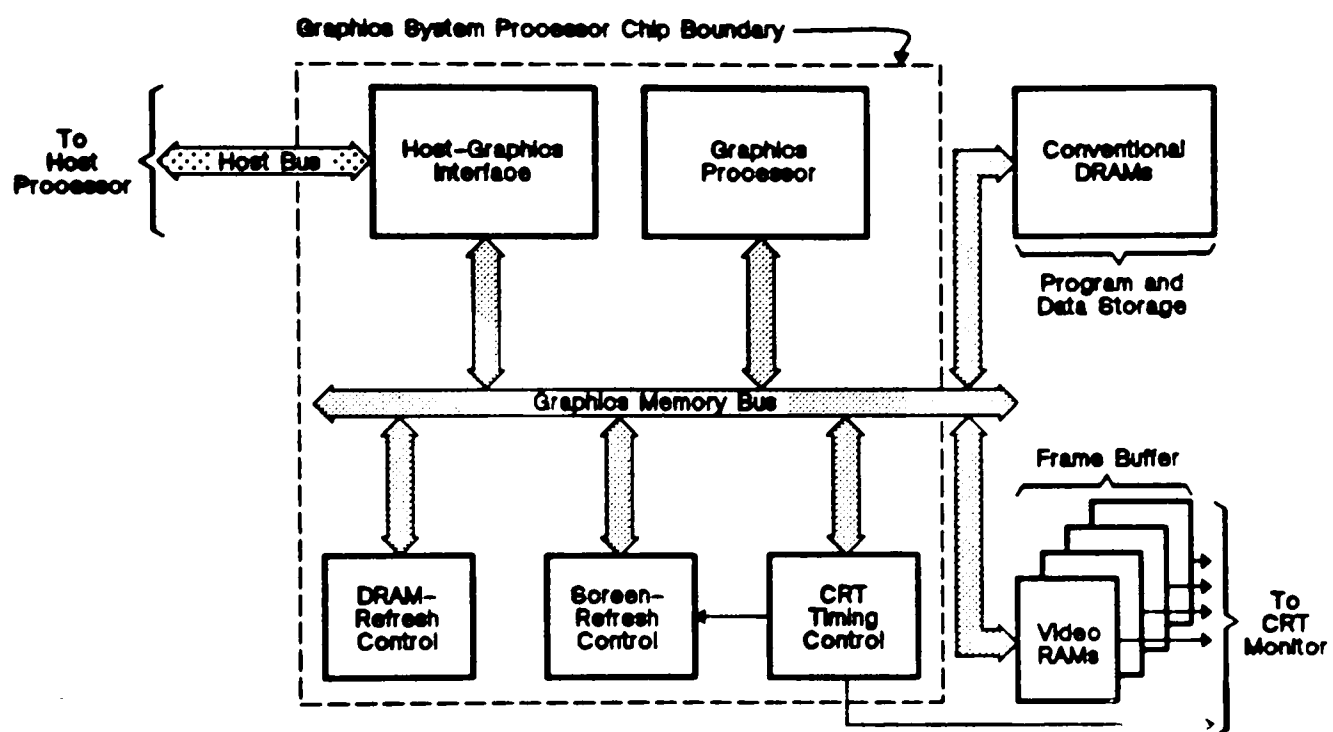 Graphics System Processor Chip Boundary
To
Host
Processor
Host Bus
Host-Graphics
Interface
Graphics
Processor
Conventional
DRAMs
Program and
Data Storage
Graphics Memory Bus
Frame Buffer
DRAM-
Refresh
Control
Screen-
Refresh
Control
CRT
Timing
Control
Video
RAMs
To
CRT
Monitor